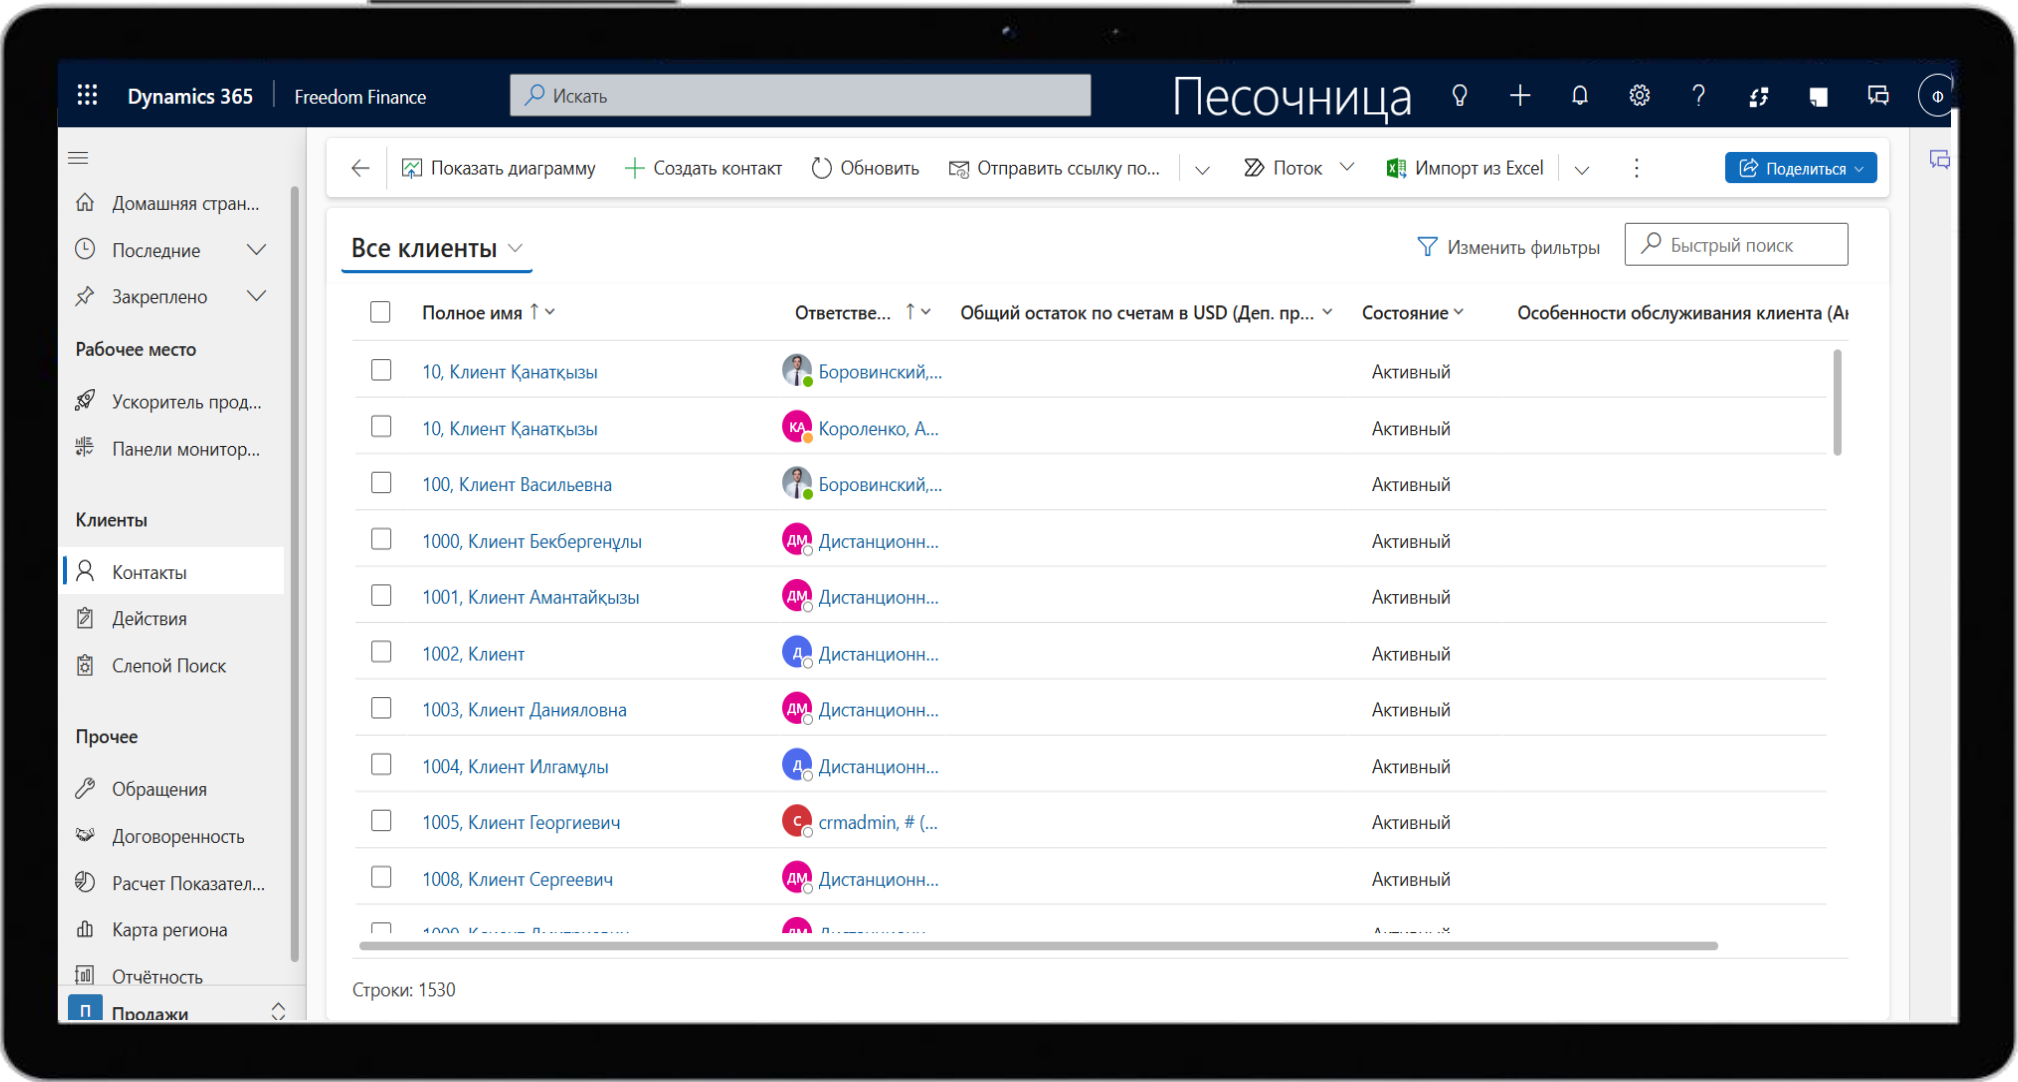 Dynamics 365
Freedom Finance
Искать
Песочница
Ф
Показать диаграмму
Создать контакт
Обновить
Отправить ссылку по...
Поток
Импорт из Excel
Поделиться
Домашняя стран...
Последние
Закреплено
Рабочее место
Ускоритель прод...
Панели монитор...
Клиенты
Контакты
Действия
Слепой Поиск
Прочее
Обращения
Договоренность
Расчет Показател...
Карта региона
Отчётность
П Продажи
Все клиенты
Изменить фильтры
Быстрый поиск
Полное имя Ответстве... Общий остаток по счетам в USD (Деп. пр... Состояние Особенности обслуживания клиента (Ан
10, Клиент Қанатқызы Боровинский,... Активный
10, Клиент Қанатқызы КА Короленко, А... Активный
100, Клиент Васильевна Боровинский,... Активный
1000, Клиент Бекбергенұлы ДМ Дистанционн... Активный
1001, Клиент Амантайқызы ДМ Дистанционн... Активный
1002, Клиент Д Дистанционн... Активный
1003, Клиент Данияловна ДМ Дистанционн... Активный
1004, Клиент Илгамұлы Д Дистанционн... Активный
1005, Клиент Георгиевич C crmadmin, # (... Активный
1008, Клиент Сергеевич ДМ Дистанционн... Активный
Строки: 1530